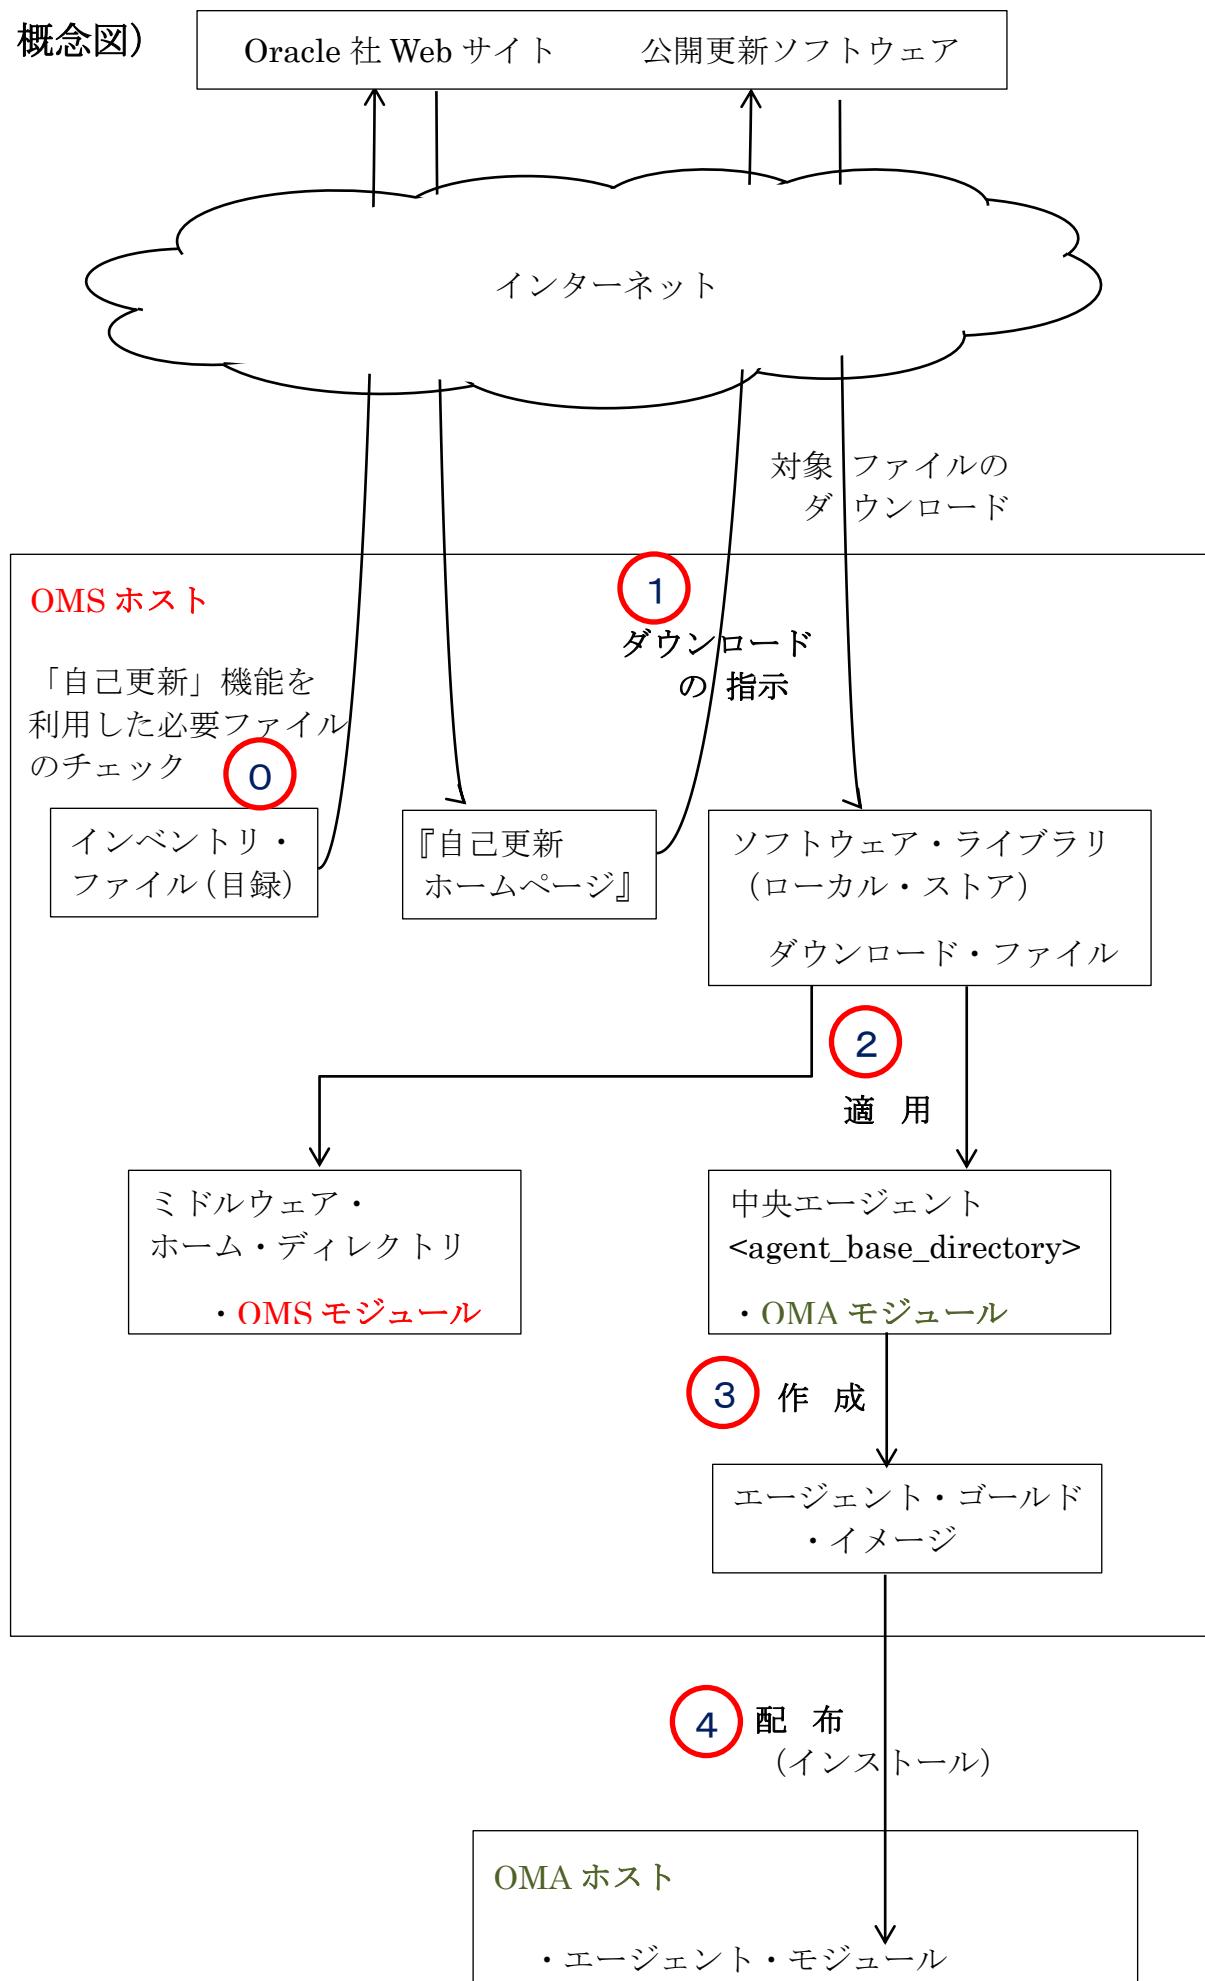 概念図)
Oracle 社 Web サイト 公開更新ソフトウェア
インターネット
対象 ファイルの
ダ ウンロード
OMS ホスト
1
ダウンロード
の 指示
「自己更新」機能を
利用した必要ファイル
のチェック
0
インベントリ・
ファイル(目録)
『自己更新
ホームページ』
ソフトウェア・ライブラリ
(ローカル・ストア)
ダウンロード・ファイル
2
適 用
ミドルウェア・
ホーム・ディレクトリ
・OMS モジュール
中央エージェント
<agent_base_directory>
・OMA モジュール
3 作 成
エージェント・ゴールド
・イメージ
4 配 布
(インストール)
OMA ホスト
・エージェント・モジュール